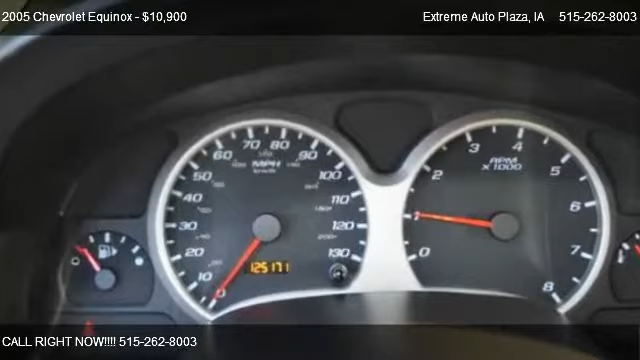 2005 Chevrolet Equinox - $10,900
Extreme Auto Plaza, IA 515-262-8003
0 10 20 30 40 50 60 70 80 90 100 110 120 130
MPH
km/h
125171
0 1 2 3 4 5 6 7 8
RPM
X1000
CALL RIGHT NOW!!!! 515-262-8003